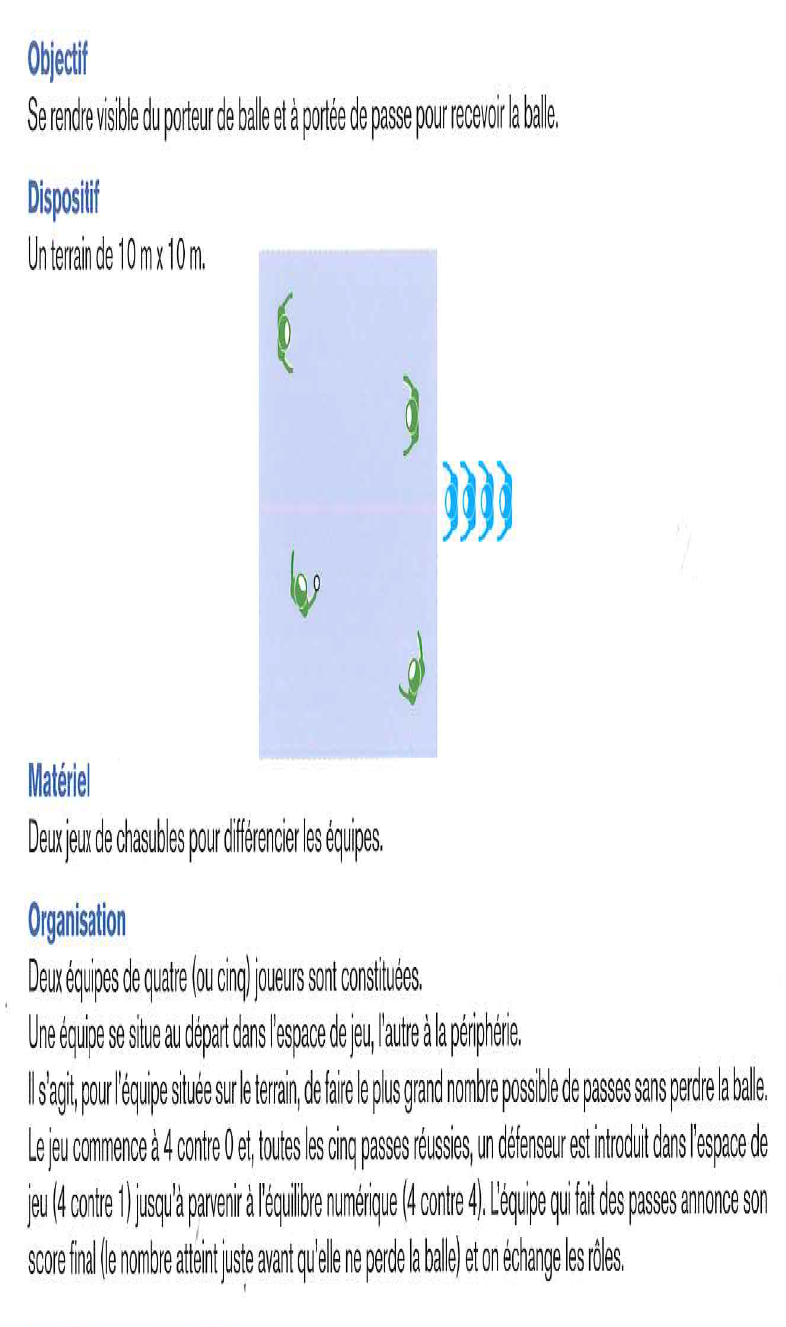 Objectif
Se rendre visible du porteur de balle et à portée de passe pour recevoir la balle.
Dispositif
Un terrain de 10 m x 10 m.
Matériel
Deux jeux de chasubles pour différencier les équipes.
Organisation
Deux équipes de quatre (ou cinq) joueurs sont constituées.
Une équipe se situe au départ dans l'espace de jeu, l'autre à la périphérie.
Il s'agit, pour l'équipe située sur le terrain, de faire le plus grand nombre possible de passes sans perdre la balle.
Le jeu commence à 4 contre 0 et, toutes les cinq passes réussies, un défenseur est introduit dans l'espace de
jeu (4 contre 1) jusqu'à parvenir à l'équilibre numérique (4 contre 4). L'équipe qui fait des passes annonce son
score final (le nombre atteint juste avant qu'elle ne perde la balle) et on échange les rôles.